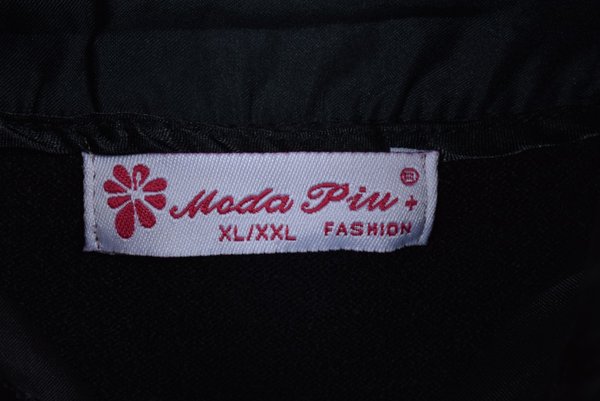 Moda Piu + ®
XL/XXL FASHION